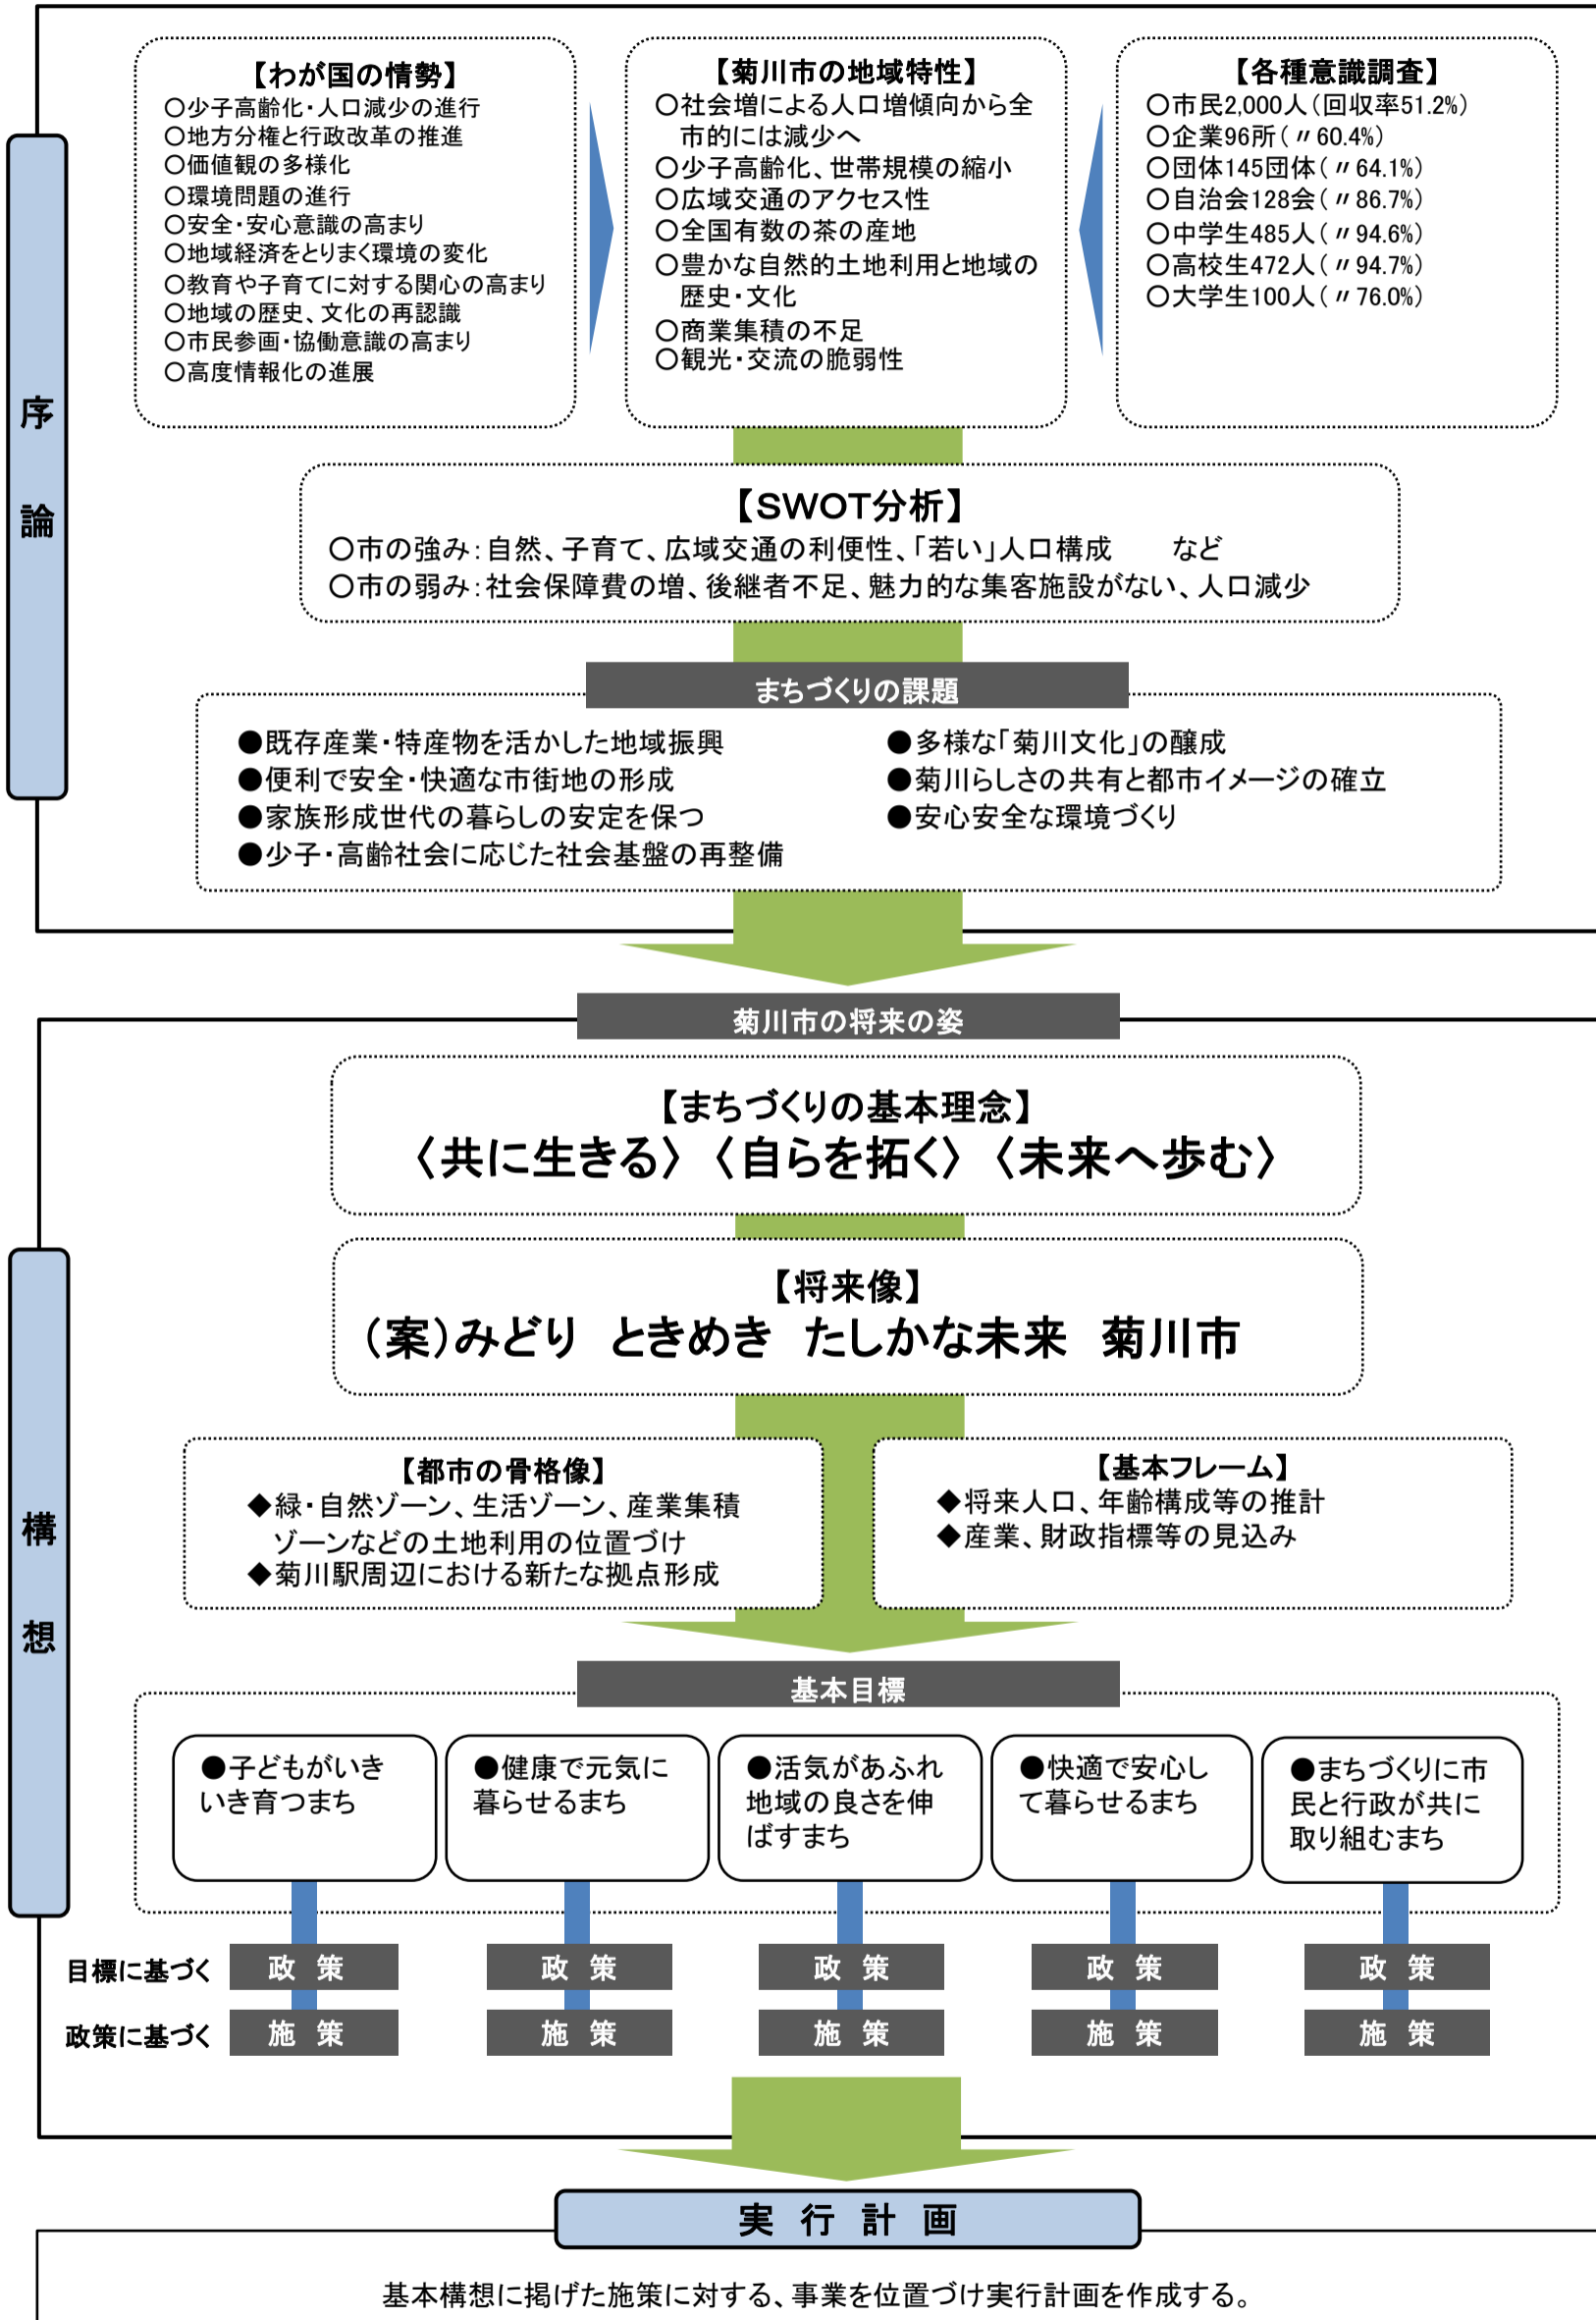 序論
【わが国の情勢】
〇少子高齢化・人口減少の進行
〇地方分権と行政改革の推進
〇価値観の多様化
〇環境問題の進行
〇安全・安心意識の高まり
〇地域経済をとりまく環境の変化
〇教育や子育てに対する関心の高まり
〇地域の歴史、文化の再認識
〇市民参画・協働意識の高まり
〇高度情報化の進展
【菊川市の地域特性】
〇社会増による人口増傾向から全
市的には減少へ
〇少子高齢化、世帯規模の縮小
〇広域交通のアクセス性
〇全国有数の茶の産地
〇豊かな自然的土地利用と地域の
歴史・文化
〇商業集積の不足
〇観光・交流の脆弱性
【各種意識調査】
〇市民2,000人（回収率51.2%）
〇企業96所（〃60.4%）
〇団体145団体（〃64.1%）
〇自治会128会（〃86.7%）
〇中学生485人（〃94.6%）
〇高校生472人（〃94.7%）
〇大学生100人（〃76.0%）
【SWOT分析】
〇市の強み：自然、子育て、広域交通の利便性、「若い」人口構成　など
〇市の弱み：社会保障費の増、後継者不足、魅力的な集客施設がない、人口減少
まちづくりの課題
●既存産業・特産物を活かした地域振興
●便利で安全・快適な市街地の形成
●家族形成世代の暮らしの安定を保つ
●少子・高齢社会に応じた社会基盤の再整備
●多様な「菊川文化」の醸成
●菊川らしさの共有と都市イメージの確立
●安心安全な環境づくり
構想
菊川市の将来の姿
【まちづくりの基本理念】
〈共に生きる〉〈自らを拓く〉〈未来へ歩む〉
【将来像】
（案）みどり　ときめき　たしかな未来　菊川市
【都市の骨格像】
◆緑・自然ゾーン、生活ゾーン、産業集積
ゾーンなどの土地利用の位置づけ
◆菊川駅周辺における新たな拠点形成
【基本フレーム】
◆将来人口、年齢構成等の推計
◆産業、財政指標等の見込み
基本目標
●子どもがいき
いき育つまち
●健康で元気に
暮らせるまち
●活気があふれ
地域の良さを伸
ばすまち
●快適で安心し
て暮らせるまち
●まちづくりに市
民と行政が共に
取り組むまち
目標に基づく　政　策　政　策　政　策　政　策　政　策
政策に基づく　施　策　施　策　施　策　施　策　施　策
実　行　計　画
基本構想に掲げた施策に対する、事業を位置づけ実行計画を作成する。